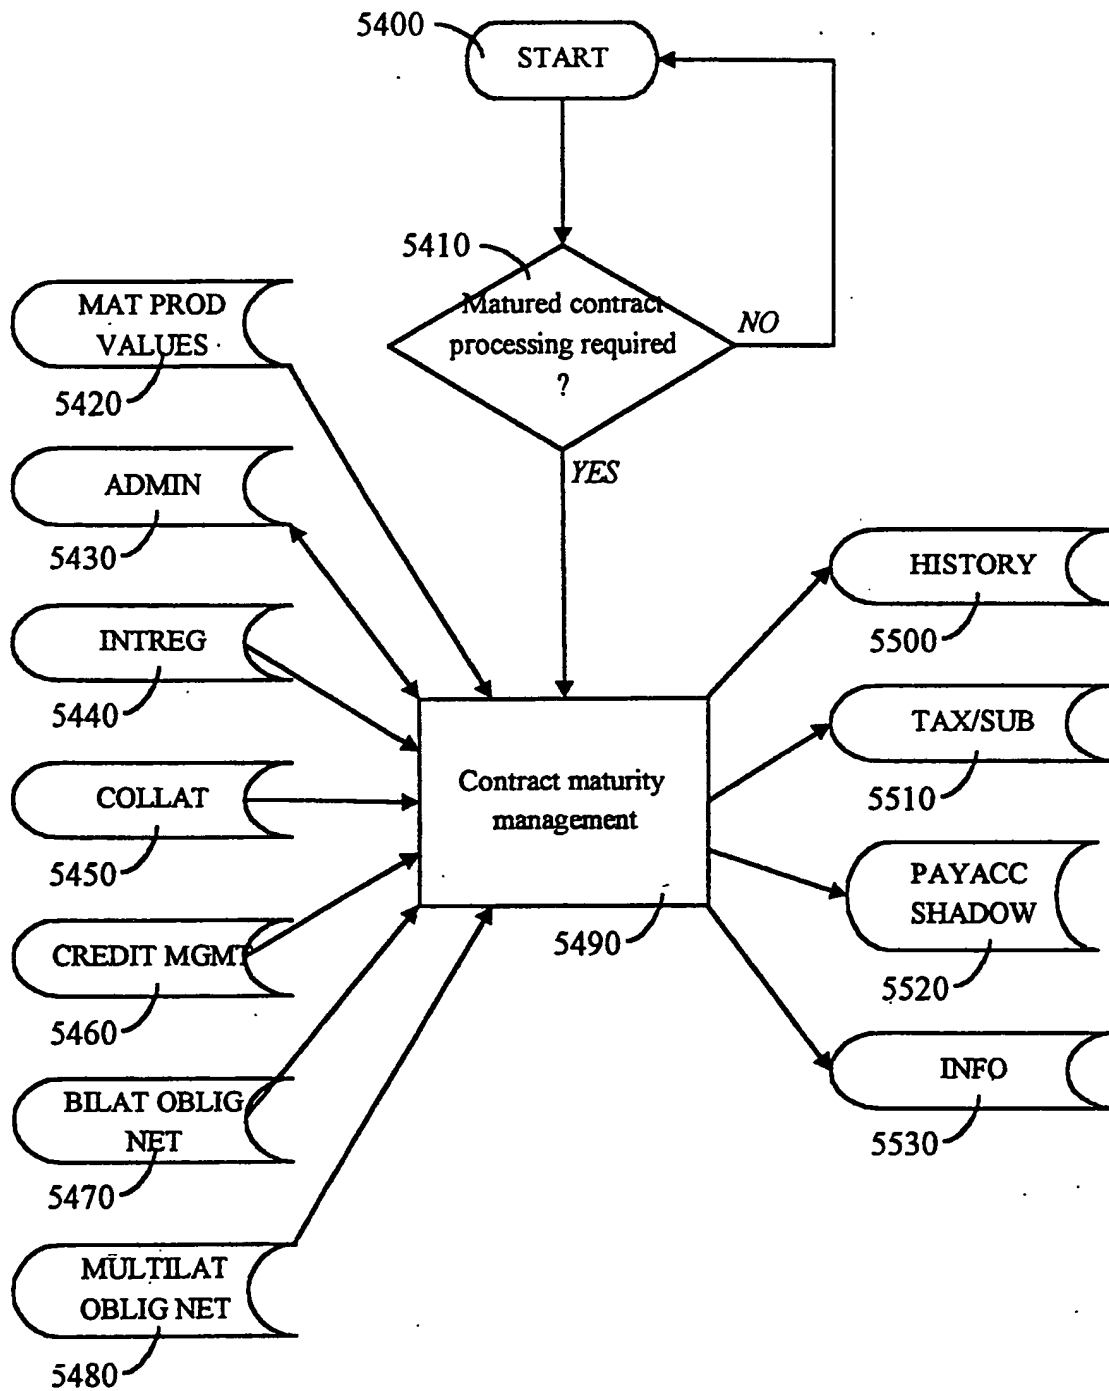 5400
START
5410
Matured contract
processing required
?
NO
YES
MAT PROD
VALUES
5420
ADMIN
5430
INTREG
5440
COLLAT
5450
CREDIT MGMT
5460
BILAT OBLIG
NET
5470
MULTILAT
OBLIG NET
5480
Contract maturity
management
5490
HISTORY
5500
TAX/SUB
5510
PAYACC
SHADOW
5520
INFO
5530